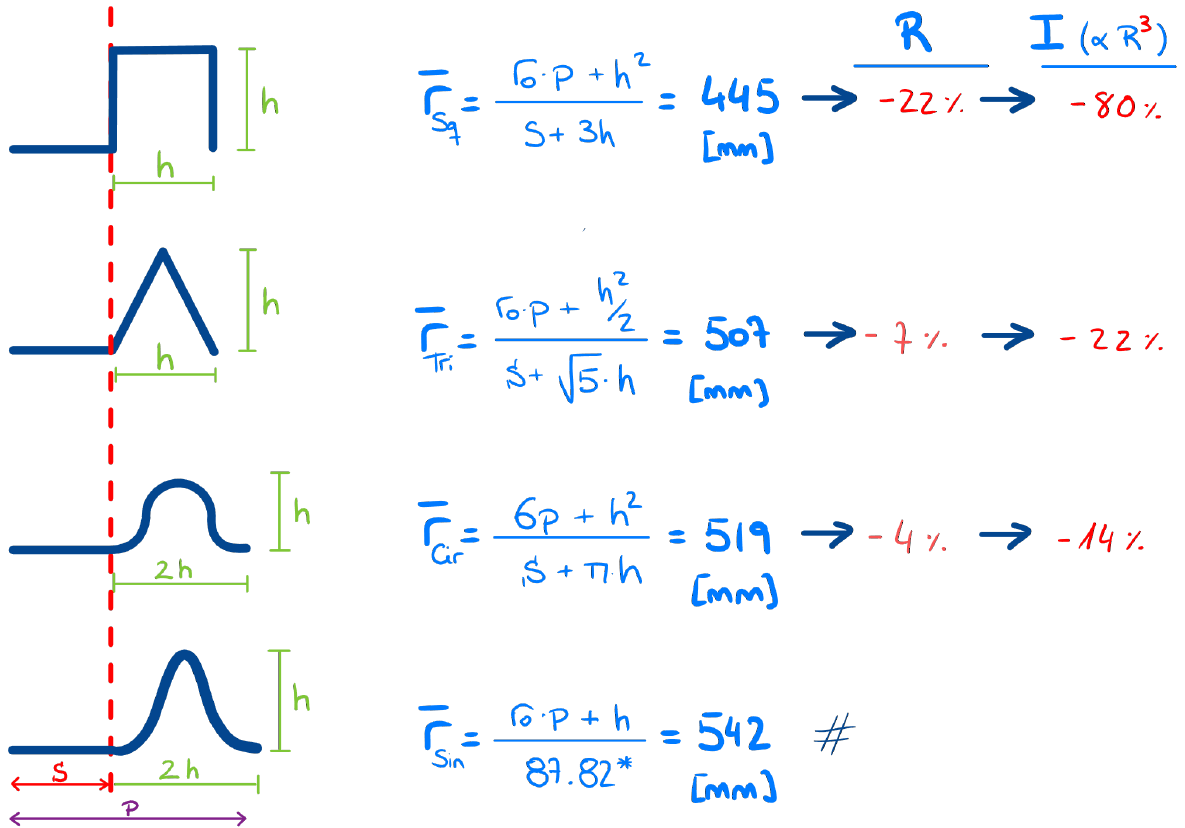 R I (∝ R³)
h
h
r̅Sq = (r₀·p + h²) / (S + 3h) = 445 [mm] → -22% → -80%
h
h
r̅Tri = (r₀·p + h²/2) / (S + √5·h) = 507 [mm] → -7% → -22%
h
2h
r̅Cir = (6p + h²) / (S + π·h) = 519 [mm] → -4% → -14%
h
2h
r̅Sin = (r₀·p + h) / 87.82* = 542 [mm] #
S
P